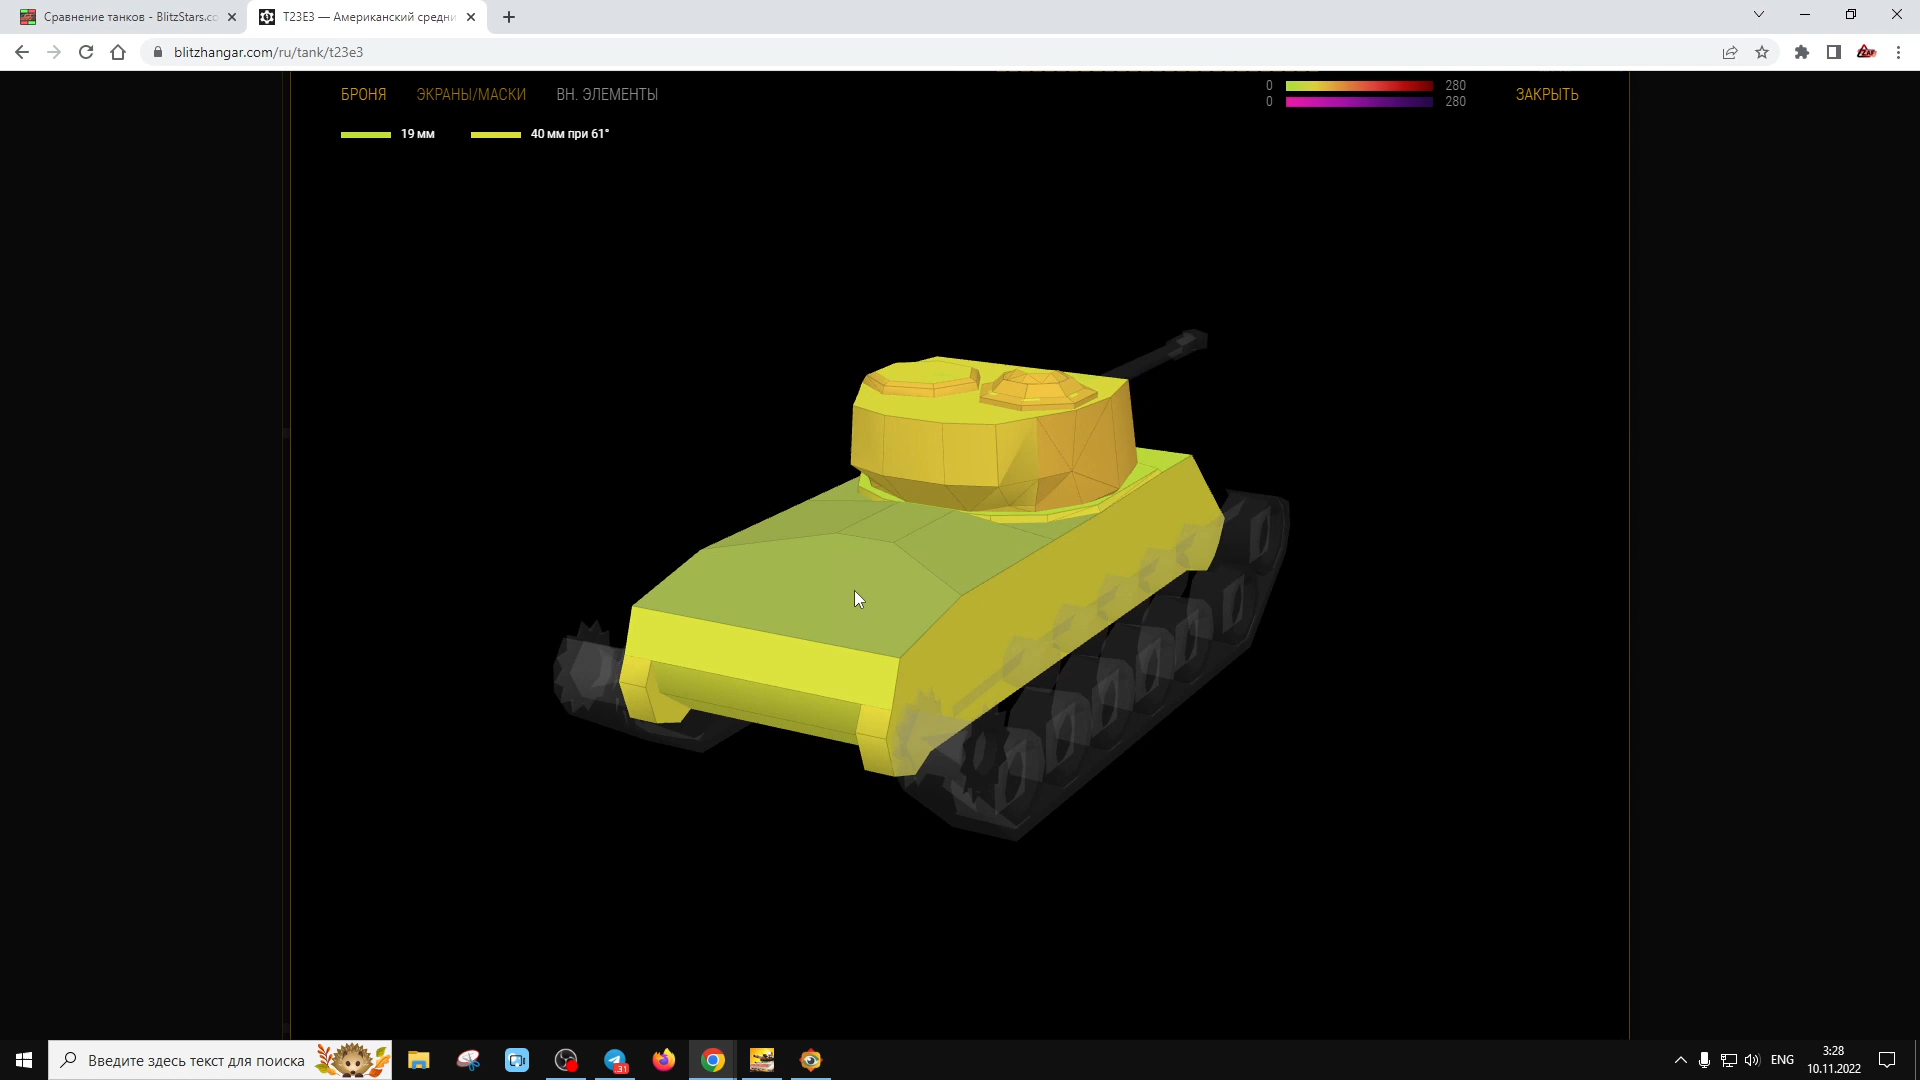 Сравнение танков - BlitzStars.co
T23E3 — Американский средни
blitzhangar.com/ru/tank/t23e3
БРОНЯ
ЭКРАНЫ/МАСКИ
ВН. ЭЛЕМЕНТЫ
0 280
0 280
ЗАКРЫТЬ
19 мм
40 мм при 61°
Введите здесь текст для поиска
31
ENG
3:28
10.11.2022